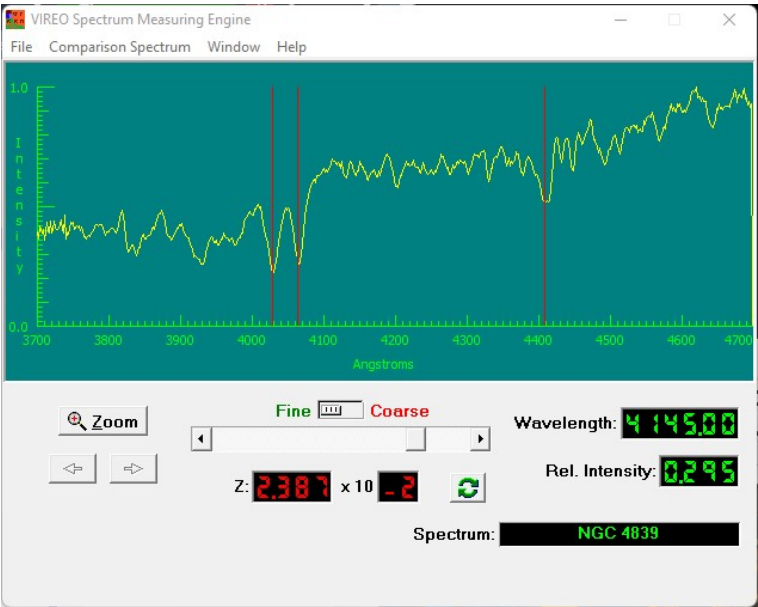 VIREO Spectrum Measuring Engine
File Comparison Spectrum Window Help
1.0
Intensity
0.0
3700 3800 3900 4000 4100 4200 4300 4400 4500 4600 4700
Angstroms
Zoom
Fine Coarse
Wavelength: 4145.00
Rel. Intensity: 0.295
Z: 2.387 x 10 -2
Spectrum: NGC 4839